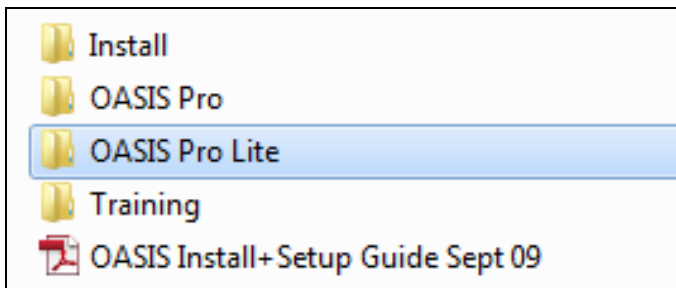 Install
OASIS Pro
OASIS Pro Lite
Training
OASIS Install+Setup Guide Sept 09